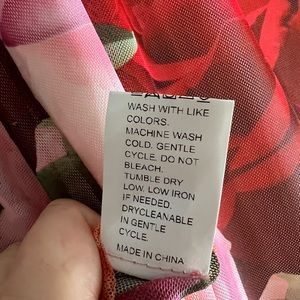 WASH WITH LIKE
COLORS.
MACHINE WASH
COLD. GENTLE
CYCLE. DO NOT
BLEACH.
TUMBLE DRY
LOW. LOW IRON
IF NEEDED.
DRYCLEANABLE
IN GENTLE
CYCLE.
MADE IN CHINA